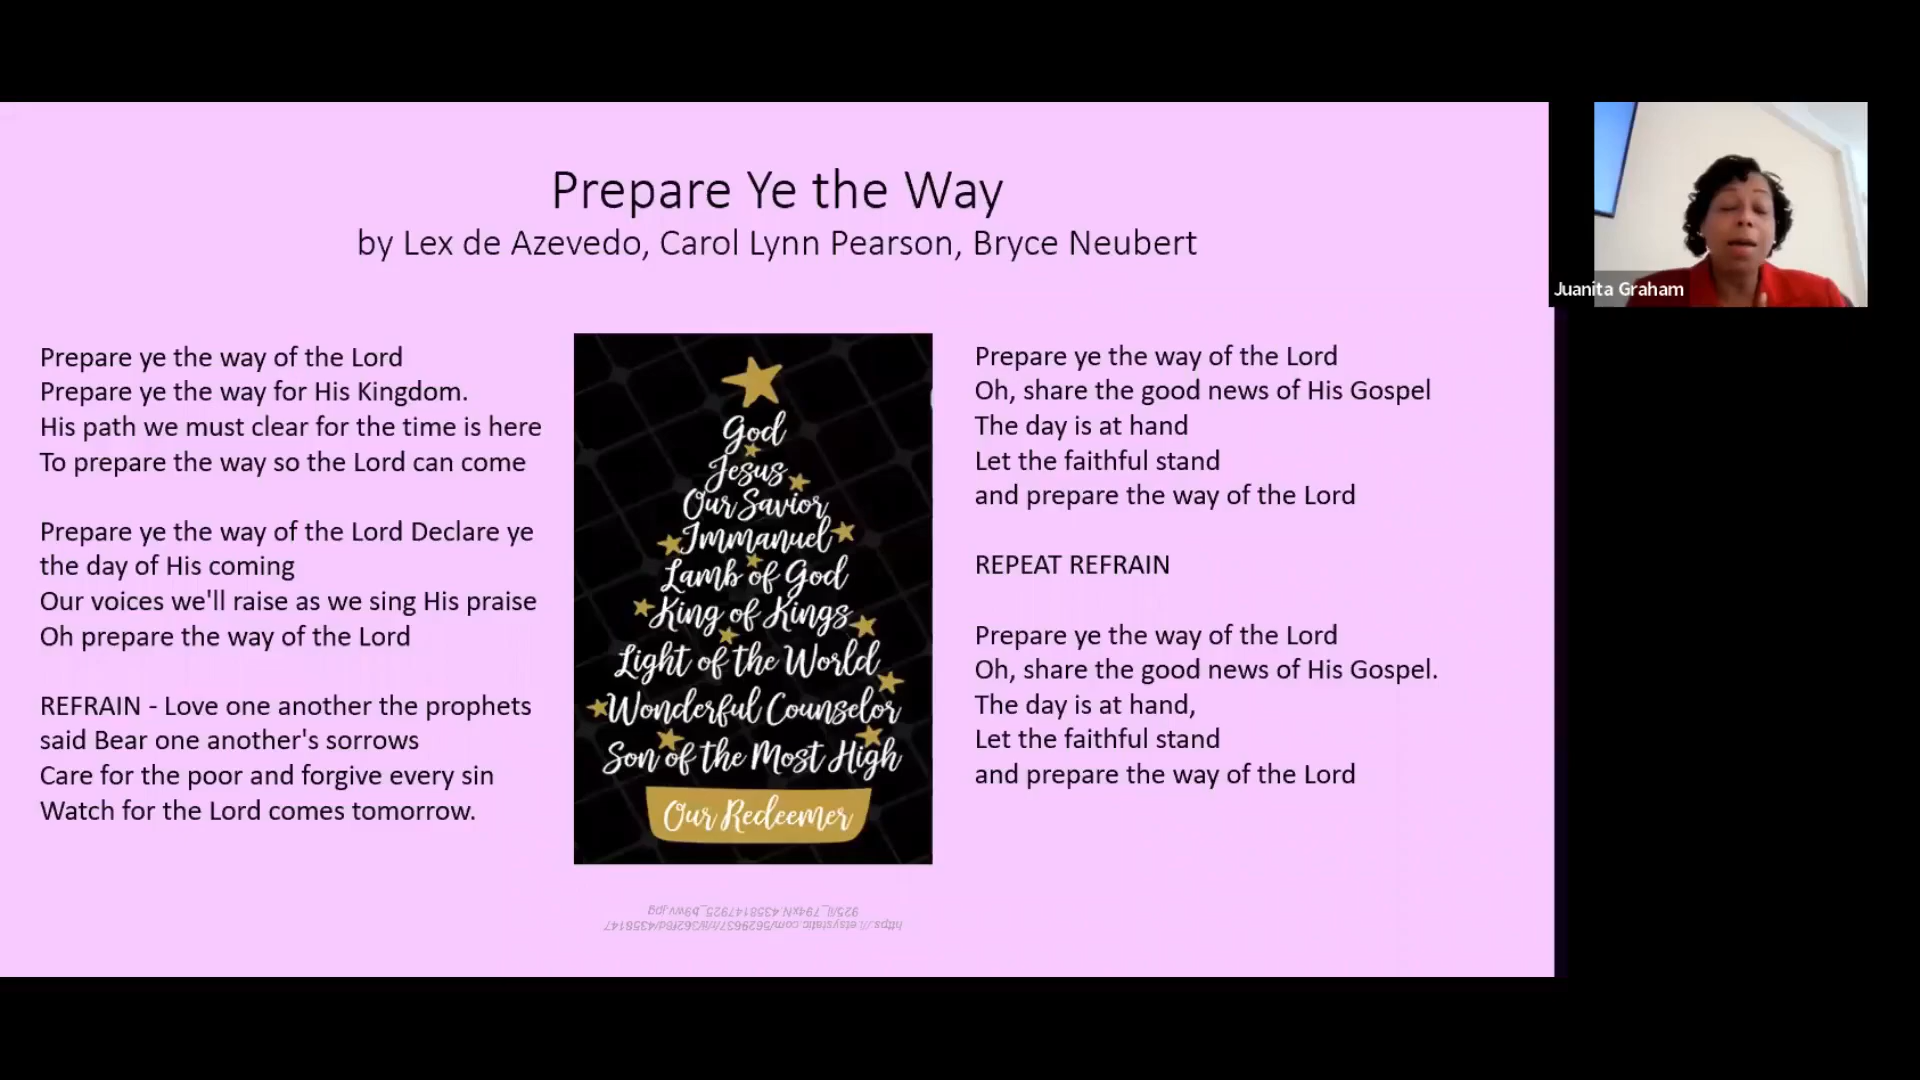 Prepare Ye the Way
by Lex de Azevedo, Carol Lynn Pearson, Bryce Neubert
Prepare ye the way of the Lord
Prepare ye the way for His Kingdom.
His path we must clear for the time is here
To prepare the way so the Lord can come
Prepare ye the way of the Lord Declare ye
the day of His coming
Our voices we'll raise as we sing His praise
Oh prepare the way of the Lord
REFRAIN - Love one another the prophets
said Bear one another's sorrows
Care for the poor and forgive every sin
Watch for the Lord comes tomorrow.
God
Jesus
Our Savior
Immanuel
Lamb of God
King of Kings
Light of the World
Wonderful Counselor
Son of the Most High
Our Redeemer
Prepare ye the way of the Lord
Oh, share the good news of His Gospel
The day is at hand
Let the faithful stand
and prepare the way of the Lord
REPEAT REFRAIN
Prepare ye the way of the Lord
Oh, share the good news of His Gospel.
The day is at hand,
Let the faithful stand
and prepare the way of the Lord
Juanita Graham